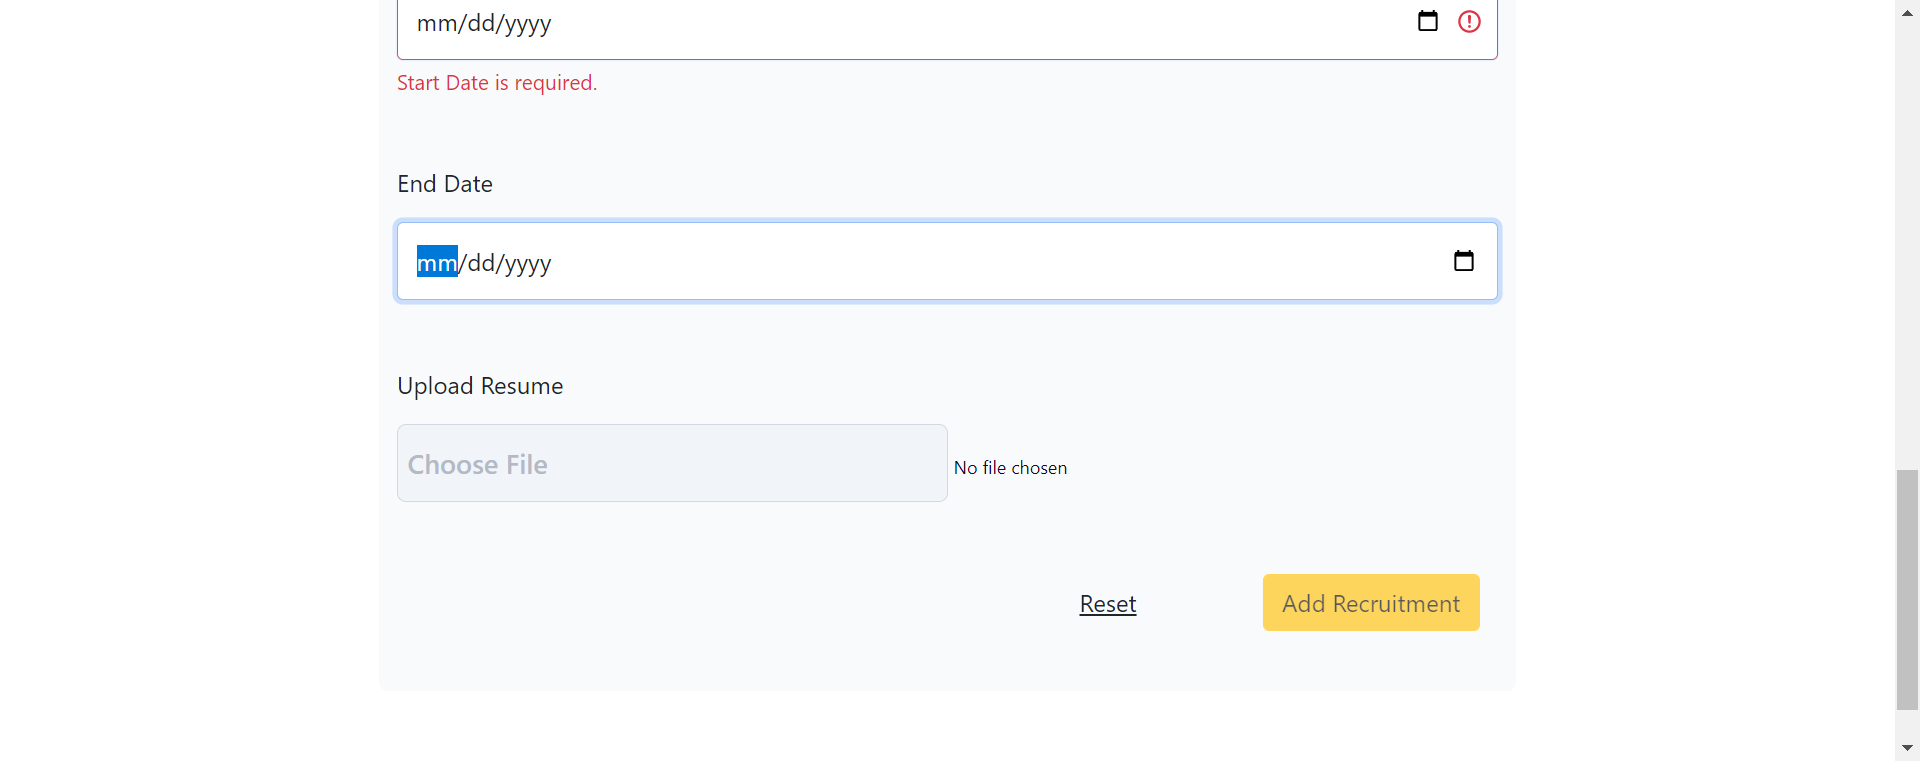 mm/dd/yyyy
Start Date is required.
End Date
mm/dd/yyyy
Upload Resume
Choose File No file chosen
Reset Add Recruitment